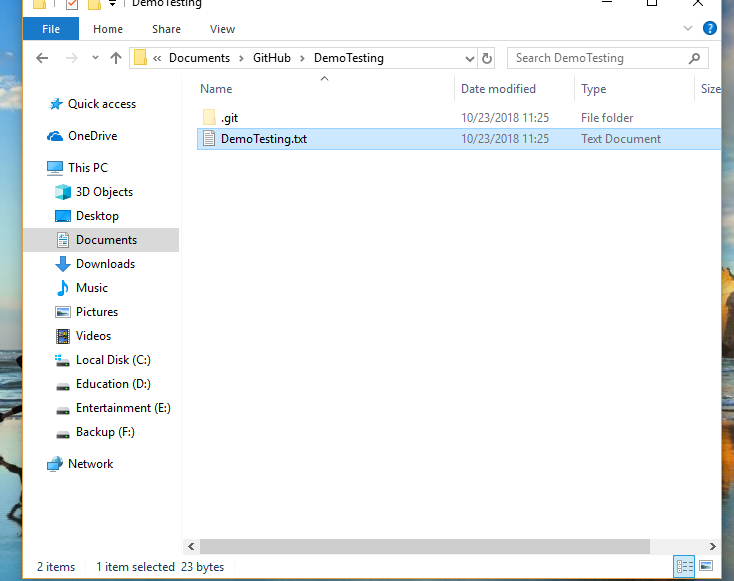 DemoTesting
File Home Share View
« Documents > GitHub > DemoTesting Search DemoTesting
Name Date modified Type Size
.git 10/23/2018 11:25 File folder
DemoTesting.txt 10/23/2018 11:25 Text Document
Quick access
OneDrive
This PC
3D Objects
Desktop
Documents
Downloads
Music
Pictures
Videos
Local Disk (C:)
Education (D:)
Entertainment (E:)
Backup (F:)
Network
2 items 1 item selected 23 bytes